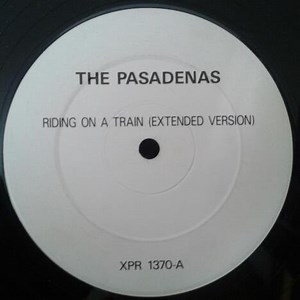 THE PASADENAS
RIDING ON A TRAIN (EXTENDED VERSION)
XPR 1370-A